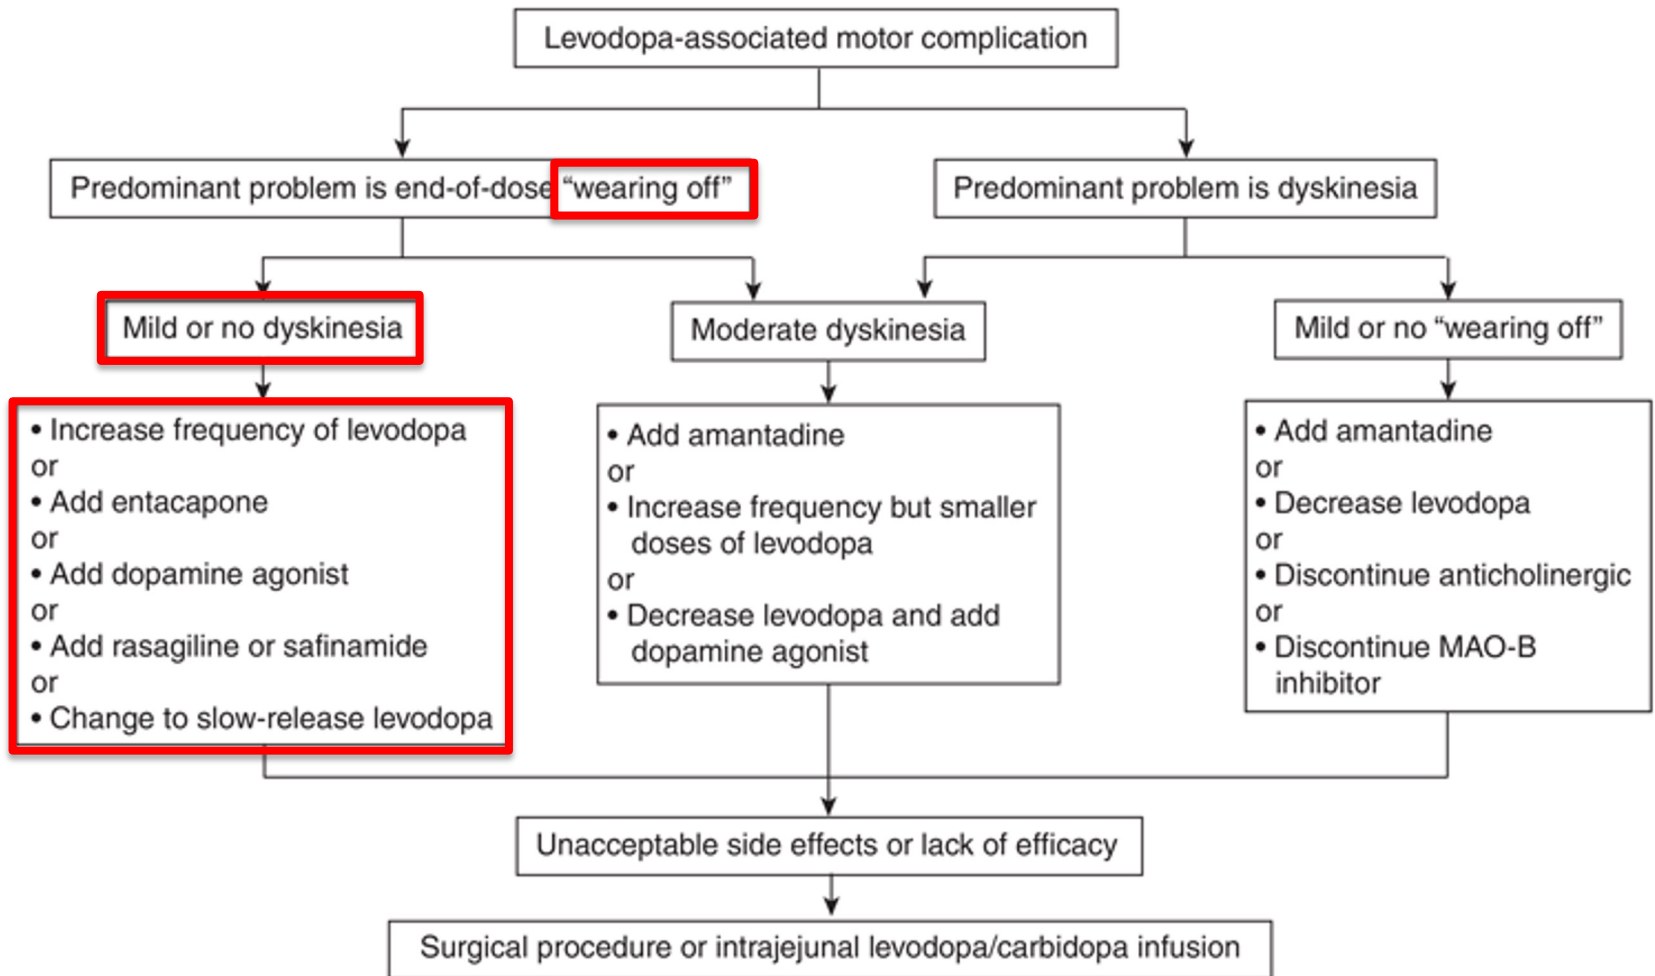 Levodopa-associated motor complication
Predominant problem is end-of-dose “wearing off”
Predominant problem is dyskinesia
Mild or no dyskinesia
Moderate dyskinesia
Mild or no “wearing off”
• Increase frequency of levodopa
or
• Add entacapone
or
• Add dopamine agonist
or
• Add rasagiline or safinamide
or
• Change to slow-release levodopa
• Add amantadine
or
• Increase frequency but smaller
doses of levodopa
or
• Decrease levodopa and add
dopamine agonist
• Add amantadine
or
• Decrease levodopa
or
• Discontinue anticholinergic
or
• Discontinue MAO-B
inhibitor
Unacceptable side effects or lack of efficacy
Surgical procedure or intrajejunal levodopa/carbidopa infusion